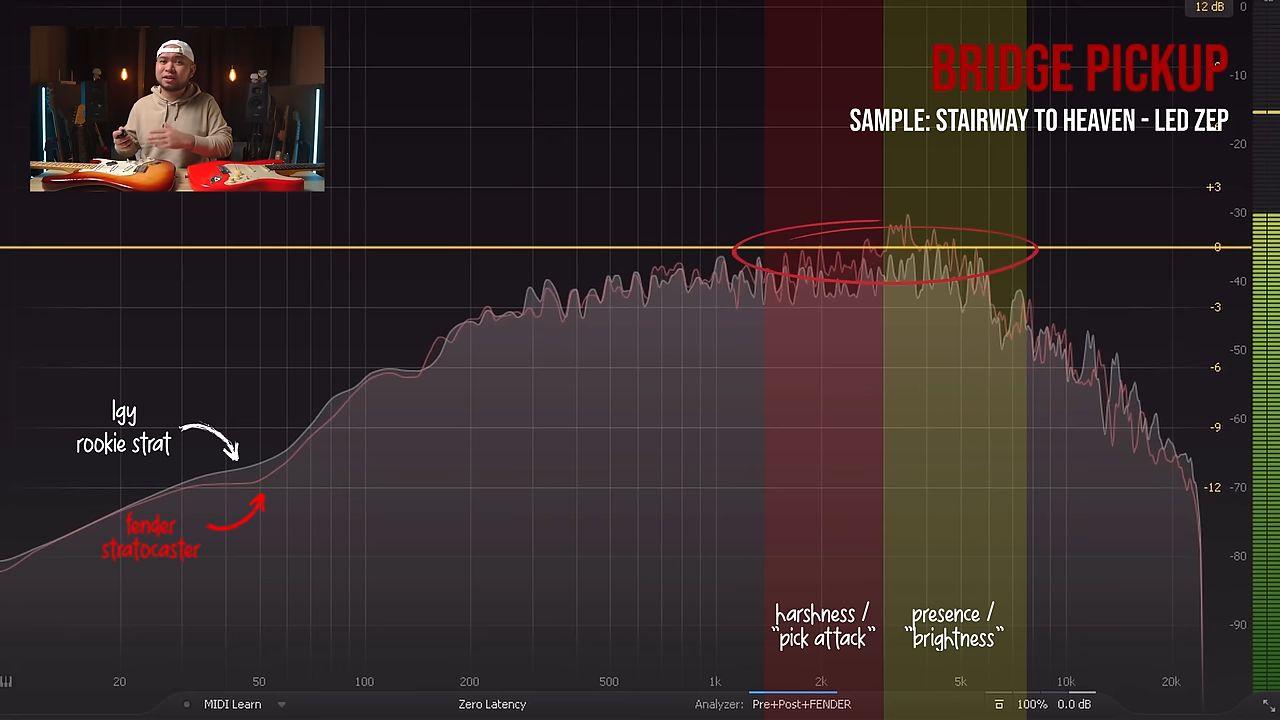 12 dB
0
BRIDGE PICKUP
-10
SAMPLE: STAIRWAY TO HEAVEN - LED ZEP
-20
+3
-30
0
-40
-3
-50
-6
lgy
rookie strat
-60
-9
-12
-70
fender
stratocaster
-80
harshness /
"pick attack"
presence /
"brightness"
-90
20 50 100 200 500 1k 2k 5k 10k 20k
MIDI Learn Zero Latency Analyzer: Pre+Post+FENDER 100% 0.0 dB